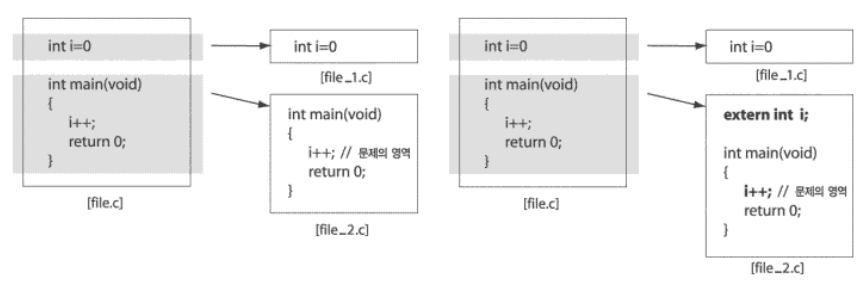 int i=0
int main(void)
{
i++;
return 0;
}
[file.c]
int i=0
[file_1.c]
int main(void)
{
i++; // 문제의 영역
return 0;
}
[file_2.c]
int i=0
int main(void)
{
i++;
return 0;
}
[file.c]
int i=0
[file_1.c]
extern int i;
int main(void)
{
i++; // 문제의 영역
return 0;
}
[file_2.c]